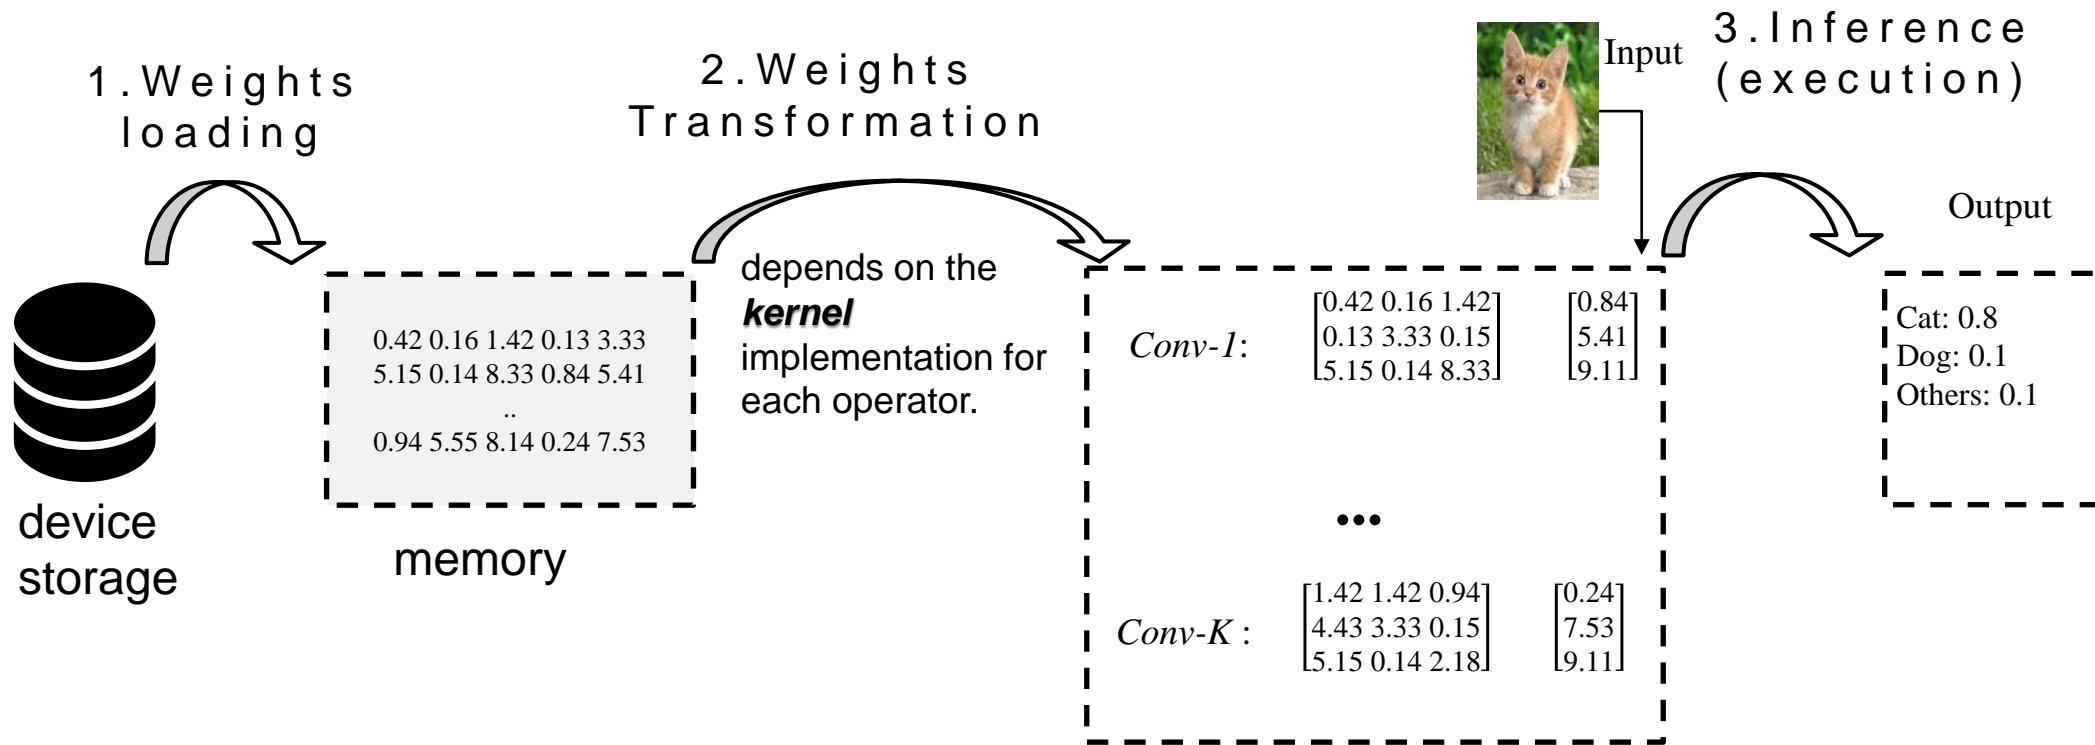 1.Weights
loading
2.Weights
Transformation
Input
3.Inference
(execution)
Output
device
storage
0.42 0.16 1.42 0.13 3.33
5.15 0.14 8.33 0.84 5.41
..
0.94 5.55 8.14 0.24 7.53
memory
depends on the
kernel
implementation for
each operator.
Conv-1:
0.42 0.16 1.42
0.13 3.33 0.15
5.15 0.14 8.33
0.84
5.41
9.11
...
Conv-K :
1.42 1.42 0.94
4.43 3.33 0.15
5.15 0.14 2.18
0.24
7.53
9.11
Cat: 0.8
Dog: 0.1
Others: 0.1